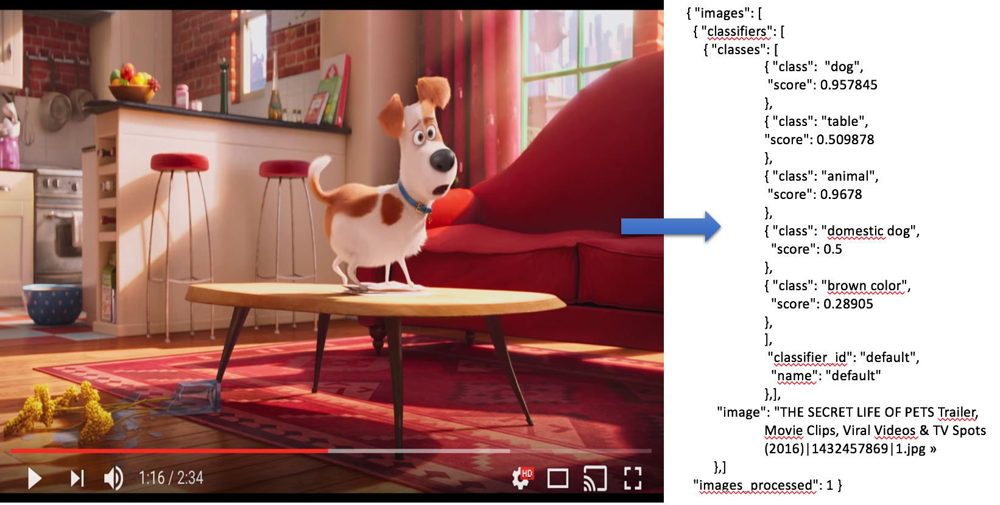 { "images": [
{ "classifiers": [
{ "classes": [
{ "class":  "dog",
"score": 0.957845
},
{ "class": "table",
"score": 0.509878
},
{ "class": "animal",
"score": 0.9678
},
{ "class": "domestic dog",
"score": 0.5
},
{ "class": "brown color",
"score": 0.28905
},
],
"classifier_id": "default",
"name": "default"
},],
"image": "THE SECRET LIFE OF PETS Trailer,
Movie Clips, Viral Videos & TV Spots
(2016)|1432457869|1.jpg »
},]
"images_processed": 1 }
1:16 / 2:34
HD